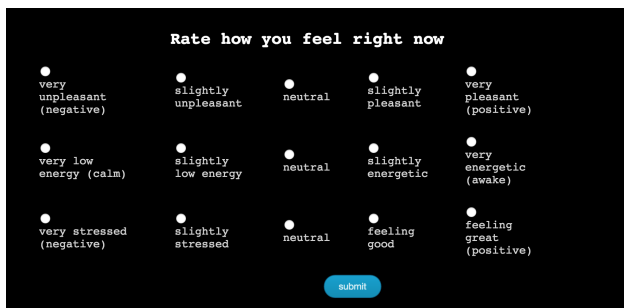 Rate how you feel right now
very
unpleasant
(negative)
slightly
unpleasant
neutral
slightly
pleasant
very
pleasant
(positive)
very low
energy (calm)
slightly
low energy
neutral
slightly
energetic
very
energetic
(awake)
very stressed
(negative)
slightly
stressed
neutral
feeling
good
feeling
great
(positive)
submit